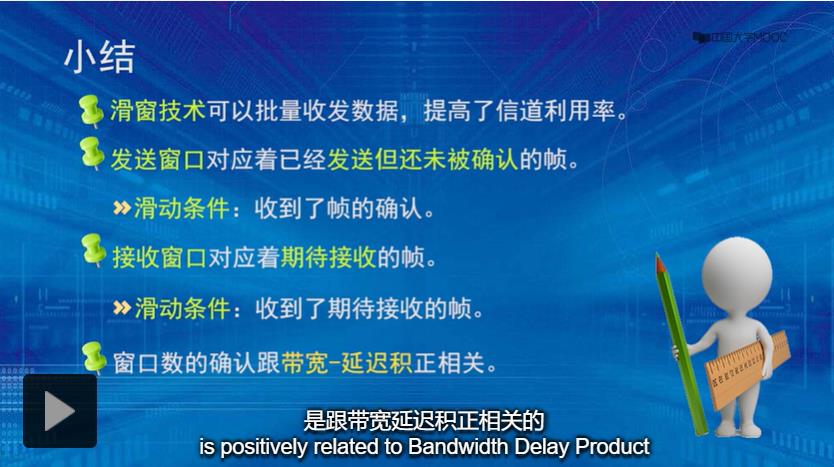 小结
中国大学MOOC
滑窗技术可以批量收发数据，提高了信道利用率。
发送窗口对应着已经发送但还未被确认的帧。
滑动条件：收到了帧的确认。
接收窗口对应着期待接收的帧。
滑动条件：收到了期待接收的帧。
窗口数的确认跟带宽-延迟积正相关。
是跟带宽延迟积正相关的
is positively related to Bandwidth Delay Product